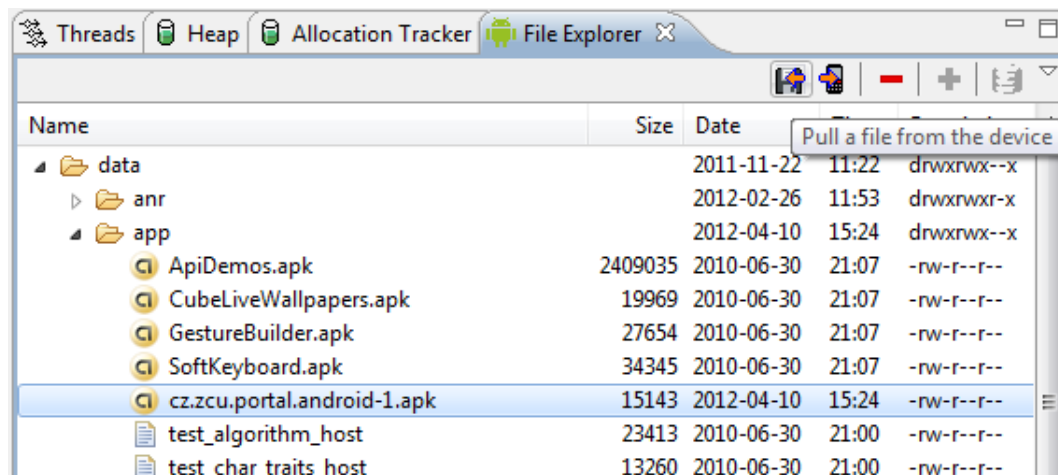 Threads Heap Allocation Tracker File Explorer
Name Size Date
Pull a file from the device
data 2011-11-22 11:22 drwxrwx--x
anr 2012-02-26 11:53 drwxrwxr-x
app 2012-04-10 15:24 drwxrwx--x
ApiDemos.apk 2409035 2010-06-30 21:07 -rw-r--r--
CubeLiveWallpapers.apk 19969 2010-06-30 21:07 -rw-r--r--
GestureBuilder.apk 27654 2010-06-30 21:07 -rw-r--r--
SoftKeyboard.apk 34345 2010-06-30 21:07 -rw-r--r--
cz.zcu.portal.android-1.apk 15143 2012-04-10 15:24 -rw-r--r--
test_algorithm_host 23413 2010-06-30 21:00 -rw-r--r--
test_char_traits_host 13260 2010-06-30 21:00 -rw-r--r--